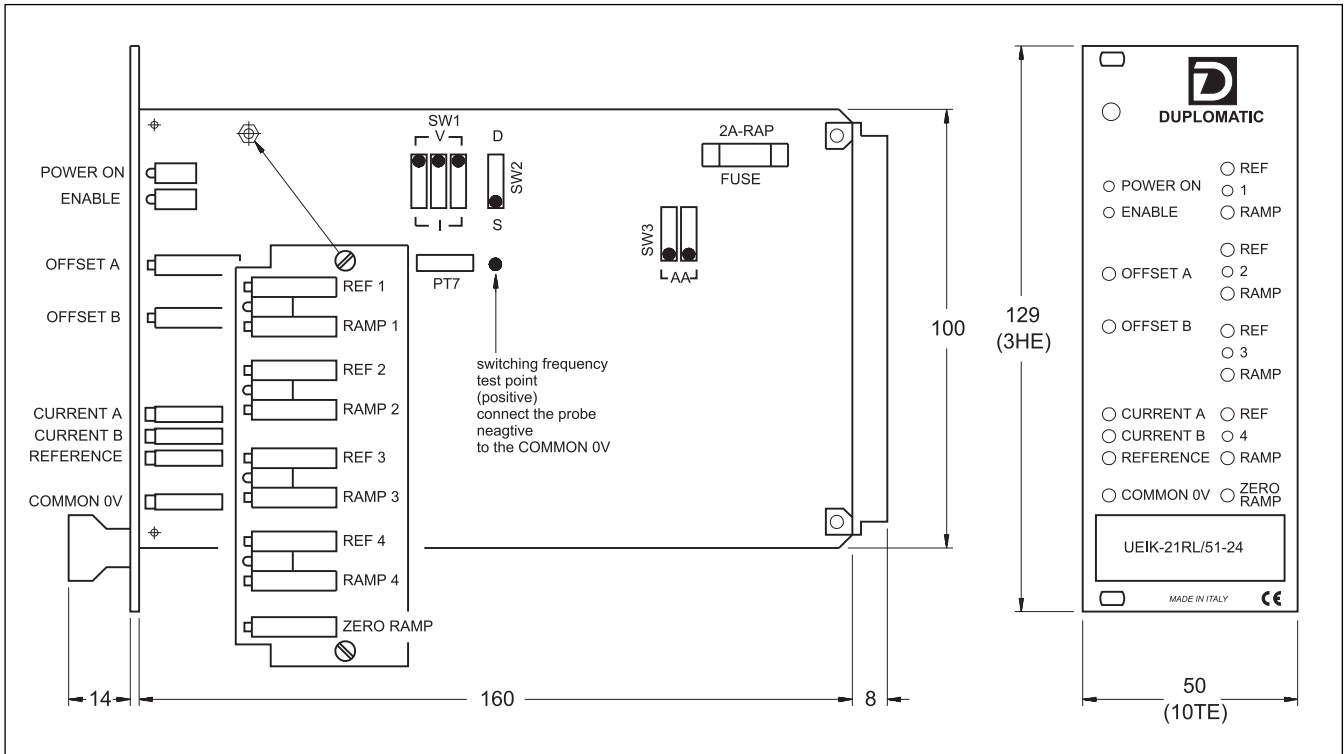 SW1
V
I
D
SW2
S
2A-RAP
FUSE
SW3
AA
PT7
POWER ON
ENABLE
OFFSET A
OFFSET B
CURRENT A
CURRENT B
REFERENCE
COMMON 0V
REF 1
RAMP 1
REF 2
RAMP 2
REF 3
RAMP 3
REF 4
RAMP 4
ZERO RAMP
switching frequency
test point
(positive)
connect the probe
neagtive
to the COMMON 0V
14
160
8
100
129
(3HE)
D
DUPLOMATIC
REF
POWER ON
1
ENABLE
RAMP
REF
OFFSET A
2
RAMP
OFFSET B
REF
3
RAMP
CURRENT A
REF
CURRENT B
4
REFERENCE
RAMP
COMMON 0V
ZERO
RAMP
UEIK-21RL/51-24
MADE IN ITALY
CE
50
(10TE)